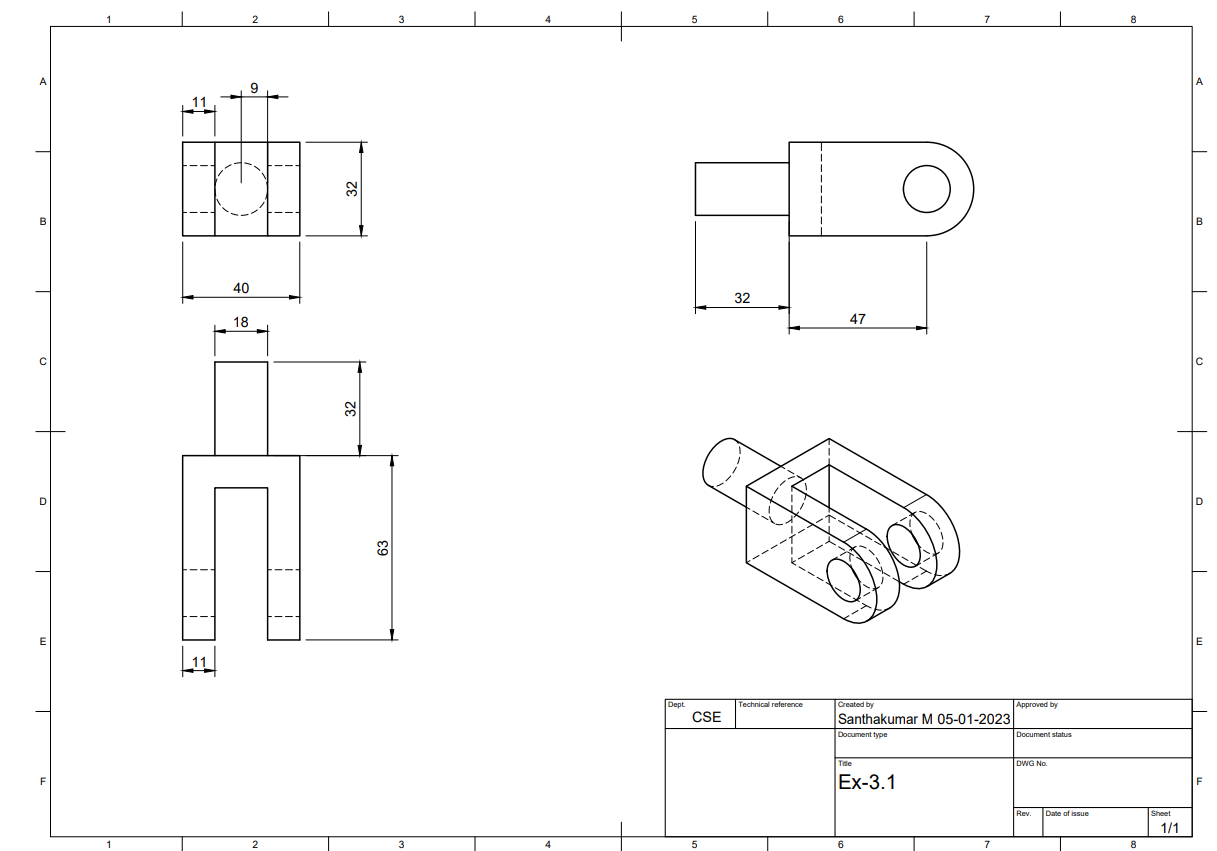 1 2 3 4 5 6 7 8
A A
9
11
32
B B
40
32
18
47
C C
32
D D
63
E E
11
Dept. Technical reference Created by Approved by
CSE Santhakumar M 05-01-2023
Document type Document status
Title DWG No.
Ex-3.1
F F
Rev. Date of issue Sheet
1/1
1 2 3 4 5 6 7 8